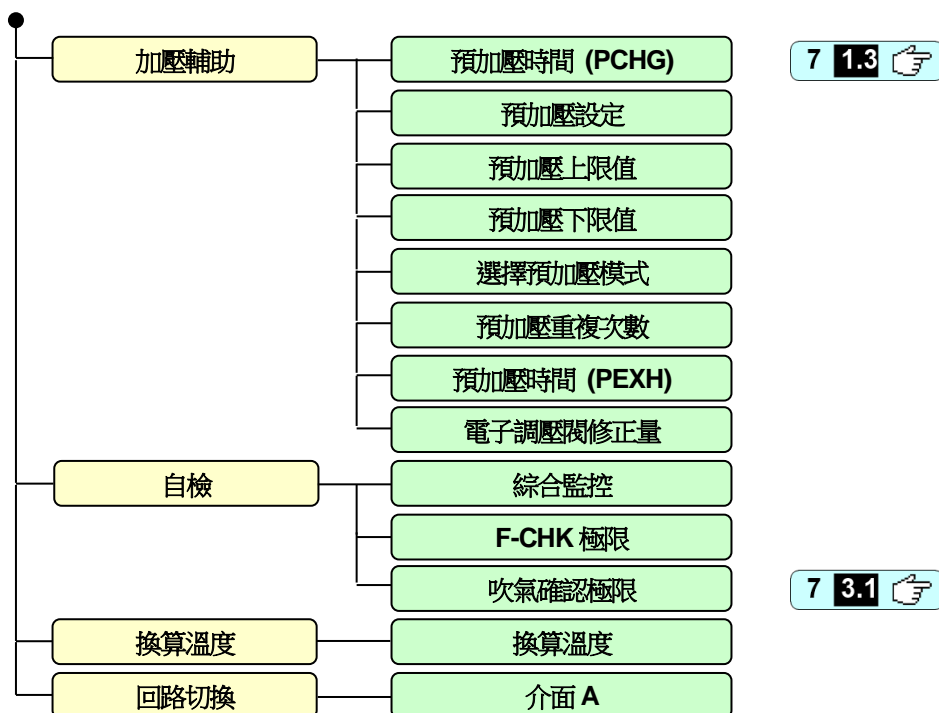 加壓輔助
預加壓時間 (PCHG)
7 1.3
預加壓設定
預加壓上限值
預加壓下限值
選擇預加壓模式
預加壓重複次數
預加壓時間 (PEXH)
電子調壓閥修正量
自檢
綜合監控
F-CHK 極限
吹氣確認極限
7 3.1
換算溫度
換算溫度
回路切換
介面 A